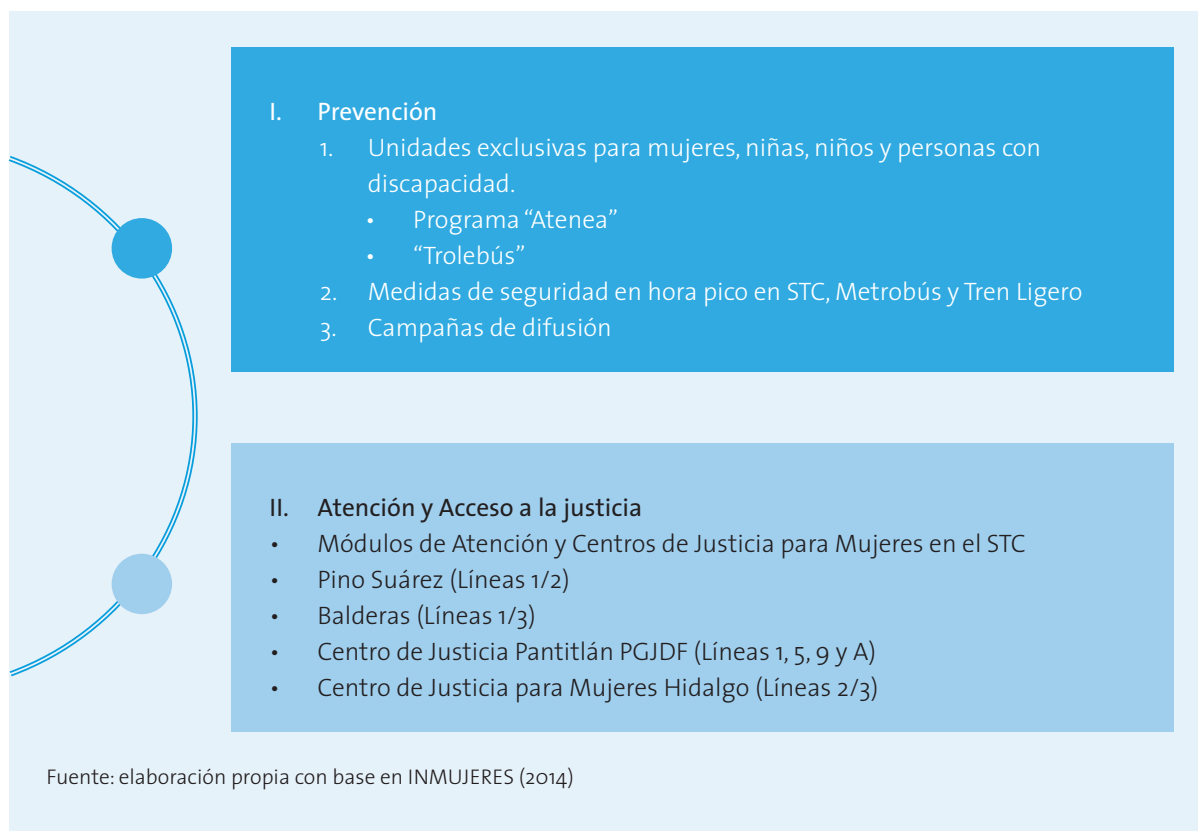 I. Prevención
1. Unidades exclusivas para mujeres, niñas, niños y personas con
discapacidad.
• Programa “Atenea”
• “Trolebús”
2. Medidas de seguridad en hora pico en STC, Metrobús y Tren Ligero
3. Campañas de difusión
II. Atención y Acceso a la justicia
• Módulos de Atención y Centros de Justicia para Mujeres en el STC
• Pino Suárez (Líneas 1/2)
• Balderas (Líneas 1/3)
• Centro de Justicia Pantitlán PGJDF (Líneas 1, 5, 9 y A)
• Centro de Justicia para Mujeres Hidalgo (Líneas 2/3)
Fuente: elaboración propia con base en INMUJERES (2014)